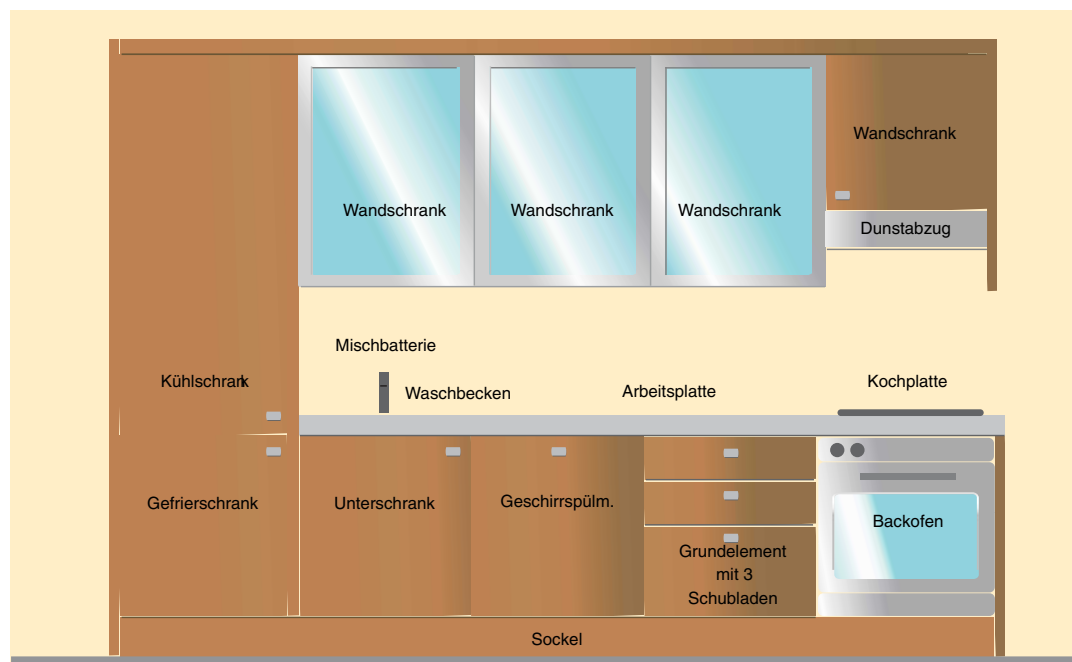 Wandschrank
Wandschrank
Wandschrank
Wandschrank
Dunstabzug
Mischbatterie
Kühlschrank
Waschbecken
Arbeitsplatte
Kochplatte
Gefrierschrank
Unterschrank
Geschirrspülm.
Grundelement
mit 3
Schubladen
Backofen
Sockel